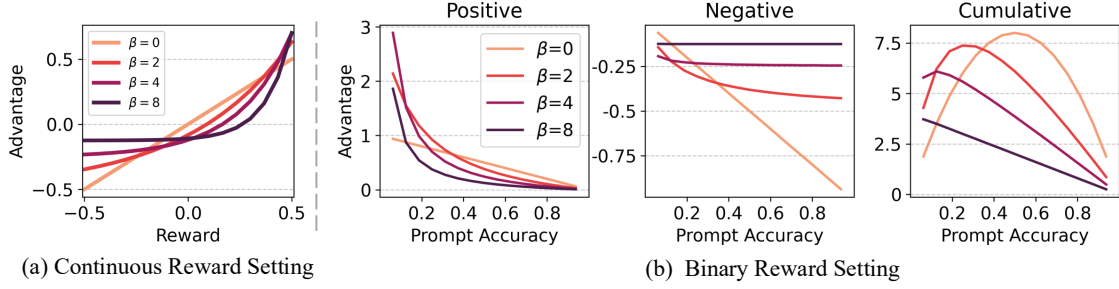 Advantage
0.5
0.0
−0.5
β = 0
β = 2
β = 4
β = 8
−0.5
0.0
0.5
Reward
(a) Continuous Reward Setting
Positive
3
2
1
0
β = 0
β = 2
β = 4
β = 8
0.2
0.4
0.6
0.8
Prompt Accuracy
Negative
-0.25
-0.5
-0.75
0.2
0.4
0.6
0.8
Prompt Accuracy
Cumulative
7.5
5
2.5
0
0.2
0.4
0.6
0.8
Prompt Accuracy
(b) Binary Reward Setting